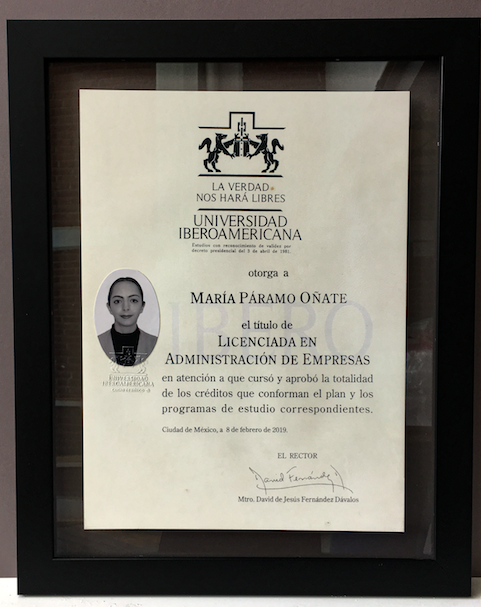 LA VERDAD
NOS HARÁ LIBRES
UNIVERSIDAD
IBEROAMERICANA
Estudios con reconocimiento de validez por
decreto presidencial del 3 de abril de 1981.
otorga a
MARÍA PÁRAMO OÑATE
el título de
LICENCIADA EN
ADMINISTRACIÓN DE EMPRESAS
en atención a que cursó y aprobó la totalidad
de los créditos que conforman el plan y los
programas de estudio correspondientes.
Ciudad de México, a 8 de febrero de 2019.
EL RECTOR
David Fernández D
Mtro. David de Jesús Fernández Dávalos
IBERO
UNIVERSIDAD
IBEROAMERICANA